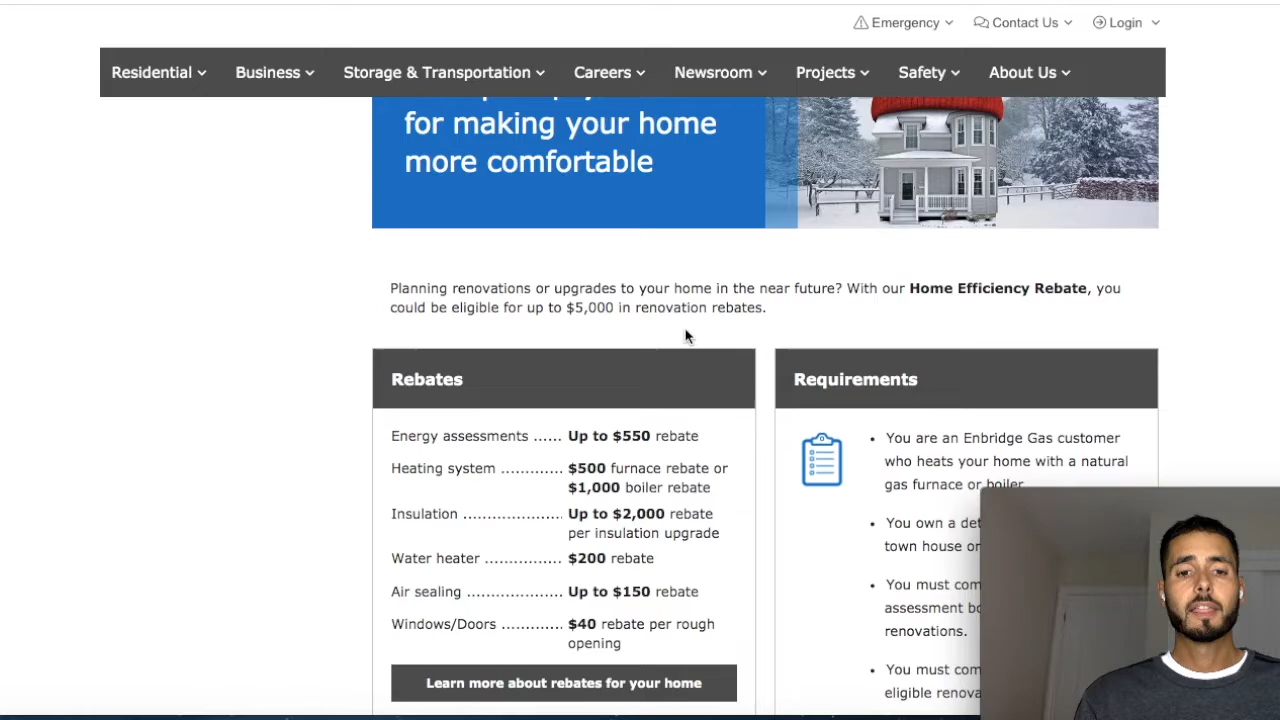 Emergency
Contact Us
Login
Residential
Business
Storage & Transportation
Careers
Newsroom
Projects
Safety
About Us
for making your home
more comfortable
Planning renovations or upgrades to your home in the near future? With our Home Efficiency Rebate, you
could be eligible for up to $5,000 in renovation rebates.
Rebates
Energy assessments ...... Up to $550 rebate
Heating system ............ $500 furnace rebate or
$1,000 boiler rebate
Insulation ................... Up to $2,000 rebate
per insulation upgrade
Water heater ............... $200 rebate
Air sealing .................. Up to $150 rebate
Windows/Doors ............ $40 rebate per rough
opening
Learn more about rebates for your home
Requirements
• You are an Enbridge Gas customer
who heats your home with a natural
gas furnace or boiler
• You own a det
town house or
• You must com
assessment bo
renovations.
• You must com
eligible renova